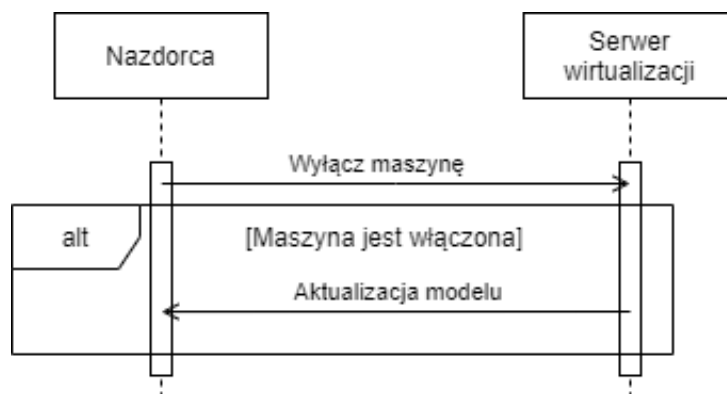 Nazdorca
Serwer
wirtualizacji
Wyłącz maszynę
alt
[Maszyna jest włączona]
Aktualizacja modelu